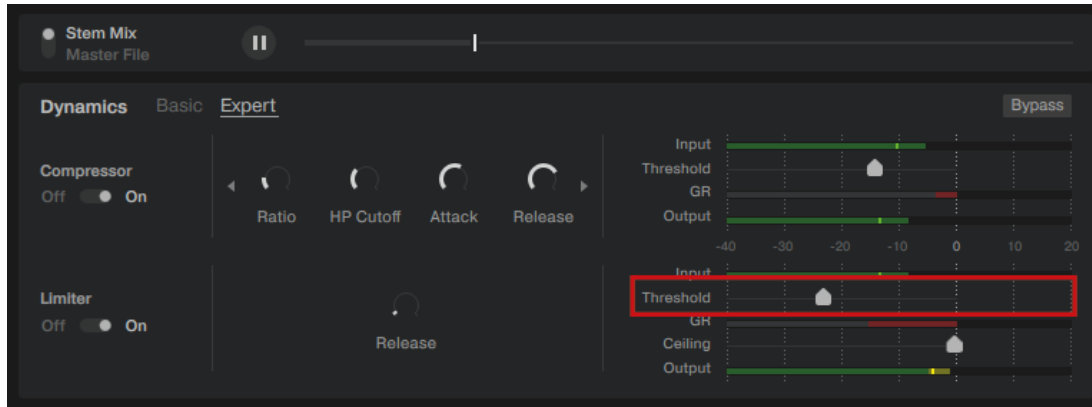 Stem Mix
Master File
Dynamics Basic Expert Bypass
Compressor
Off On
Ratio HP Cutoff Attack Release
Input
Threshold
GR
Output
-40 -30 -20 -10 0 10 20
Limiter
Off On
Release
Input
Threshold
GR
Ceiling
Output